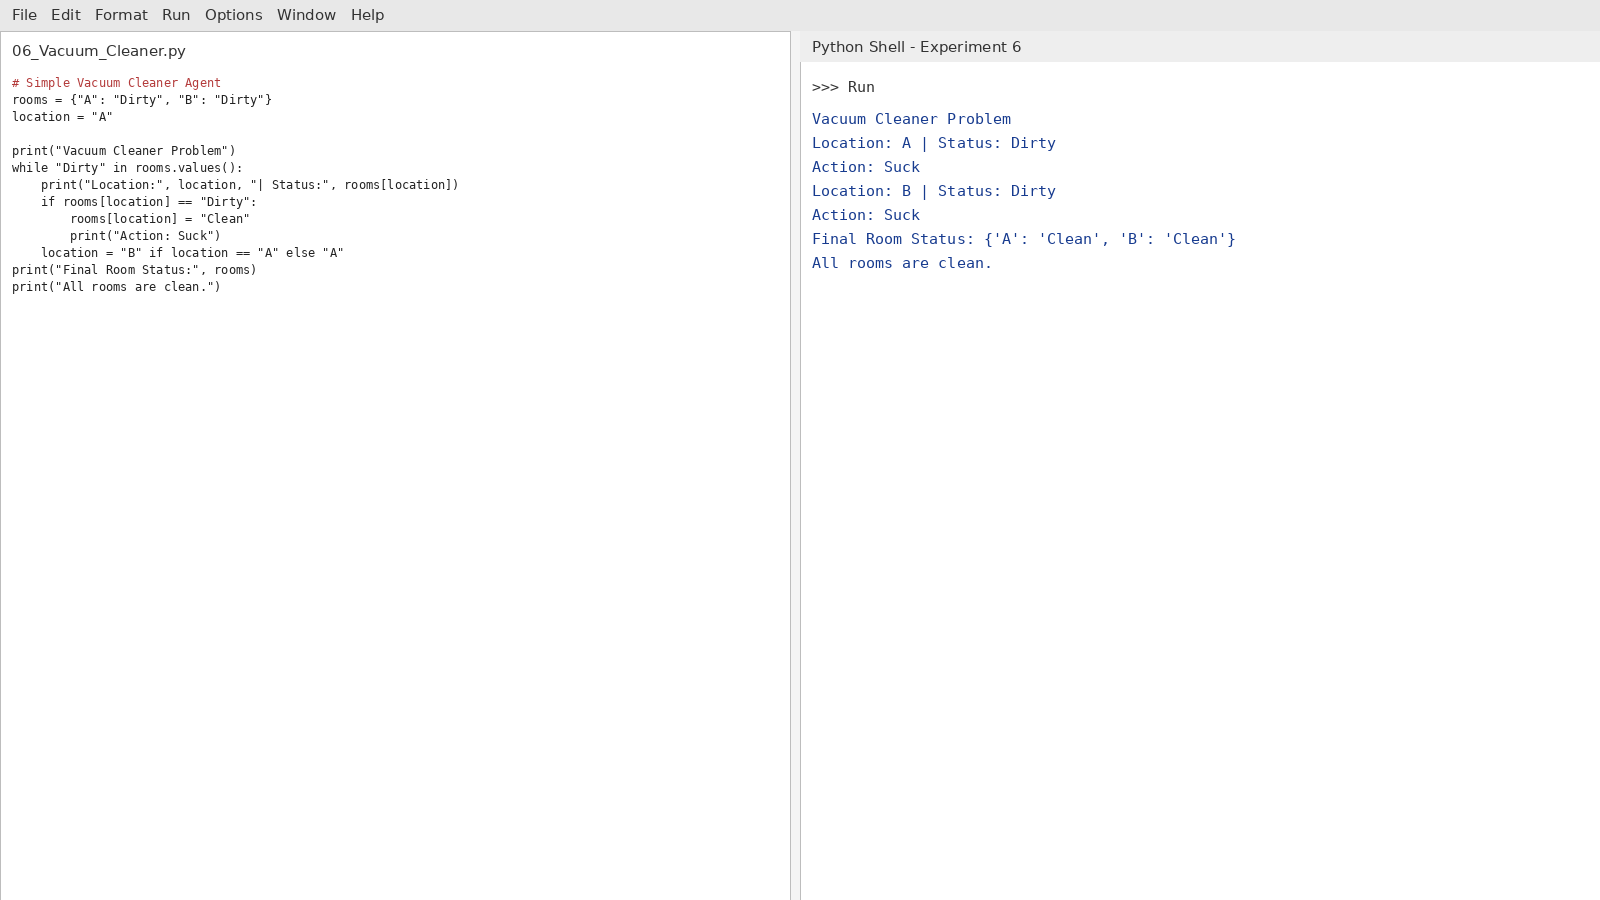 File Edit Format Run Options Window Help
06_Vacuum_Cleaner.py
# Simple Vacuum Cleaner Agent
rooms = {"A": "Dirty", "B": "Dirty"}
location = "A"

print("Vacuum Cleaner Problem")
while "Dirty" in rooms.values():
    print("Location:", location, "| Status:", rooms[location])
    if rooms[location] == "Dirty":
        rooms[location] = "Clean"
        print("Action: Suck")
    location = "B" if location == "A" else "A"
print("Final Room Status:", rooms)
print("All rooms are clean.")
Python Shell - Experiment 6
>>> Run
Vacuum Cleaner Problem
Location: A | Status: Dirty
Action: Suck
Location: B | Status: Dirty
Action: Suck
Final Room Status: {'A': 'Clean', 'B': 'Clean'}
All rooms are clean.